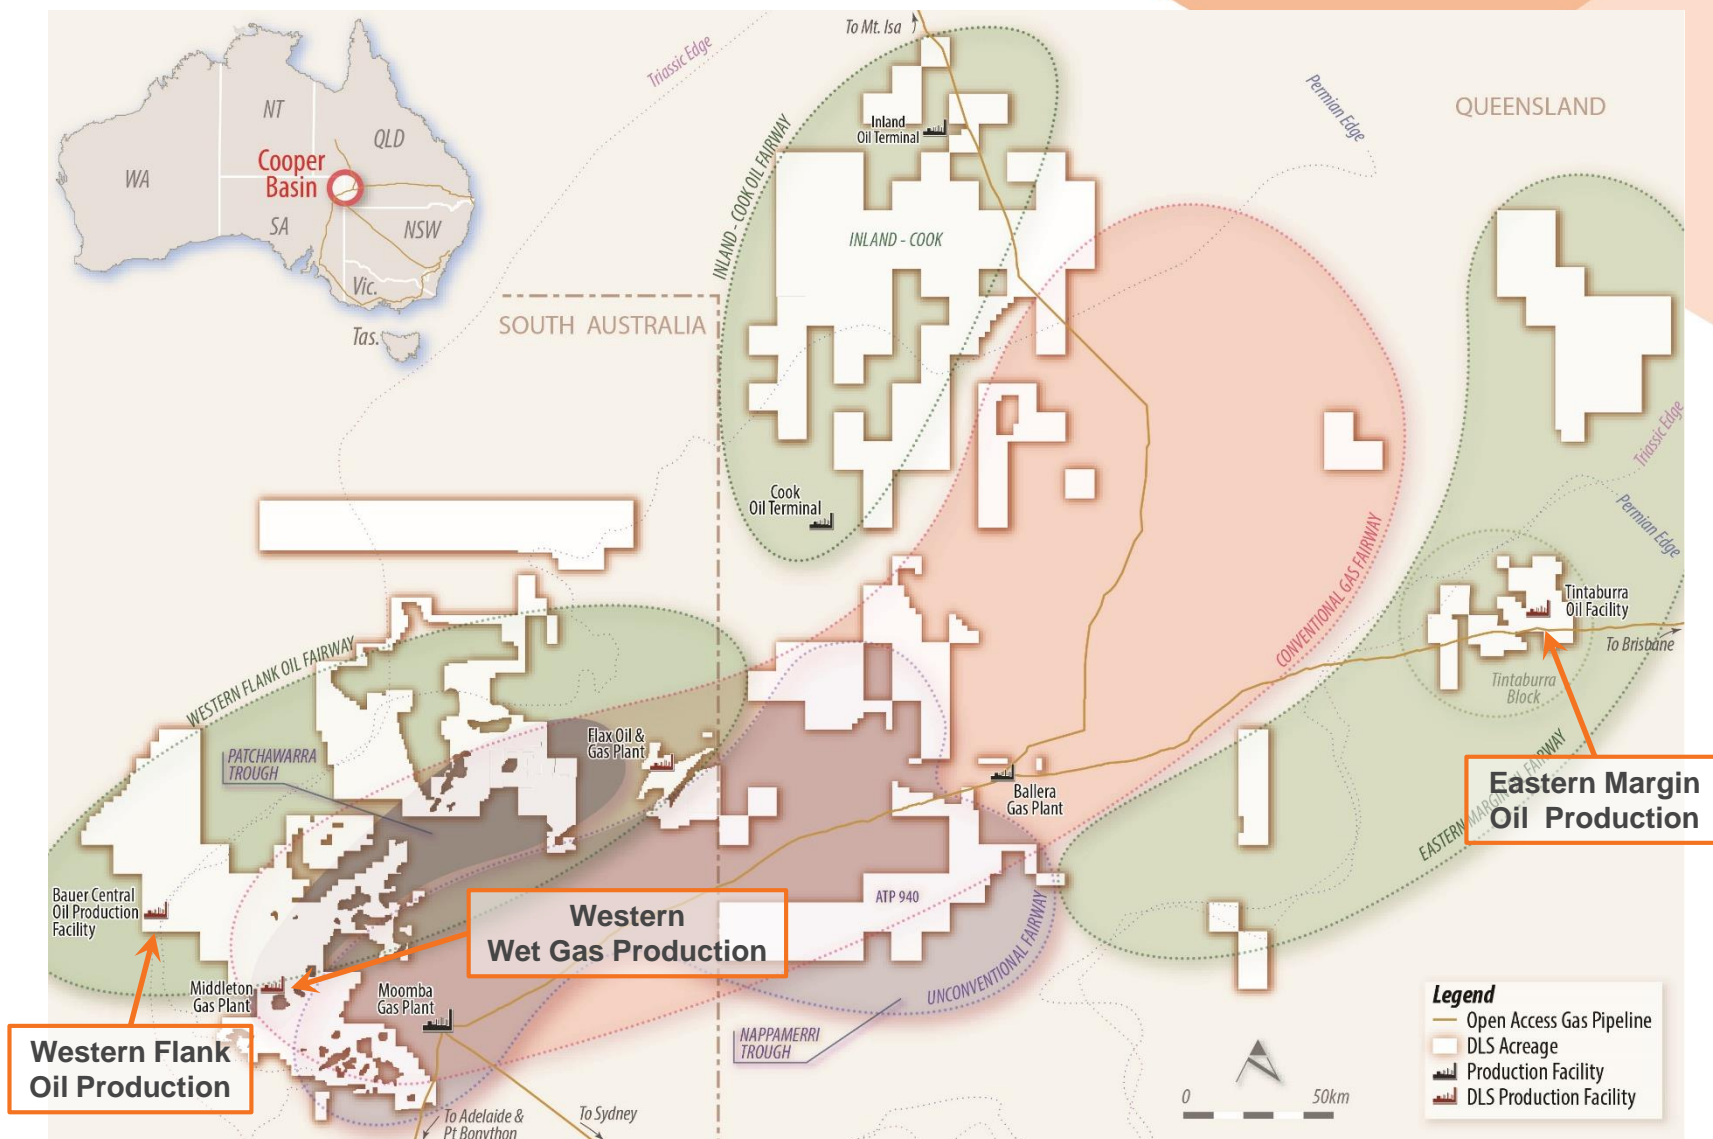 To Mt. Isa
Triassic Edge
Permian Edge
QUEENSLAND
NT
QLD
WA
Cooper
Basin
SA
NSW
Vic.
Tas.
SOUTH AUSTRALIA
Inland
Oil Terminal
INLAND - COOK OIL FAIRWAY
INLAND - COOK
Cook
Oil Terminal
Triassic Edge
Permian Edge
CONVENTIONAL GAS FAIRWAY
Tintaburra
Oil Facility
To Brisbane
Tintaburra
Block
WESTERN FLANK OIL FAIRWAY
PATCHAWARRA
TROUGH
Flax Oil &
Gas Plant
Ballera
Gas Plant
Eastern Margin
Oil Production
EASTERN MARGIN OIL FAIRWAY
Bauer Central
Oil Production
Facility
Western
Wet Gas Production
ATP 940
UNCONVENTIONAL FAIRWAY
Middleton
Gas Plant
Moomba
Gas Plant
NAPPAMERRI
TROUGH
Western Flank
Oil Production
To Adelaide &
Pt Bonython
To Sydney
0 50km
Legend
Open Access Gas Pipeline
DLS Acreage
Production Facility
DLS Production Facility